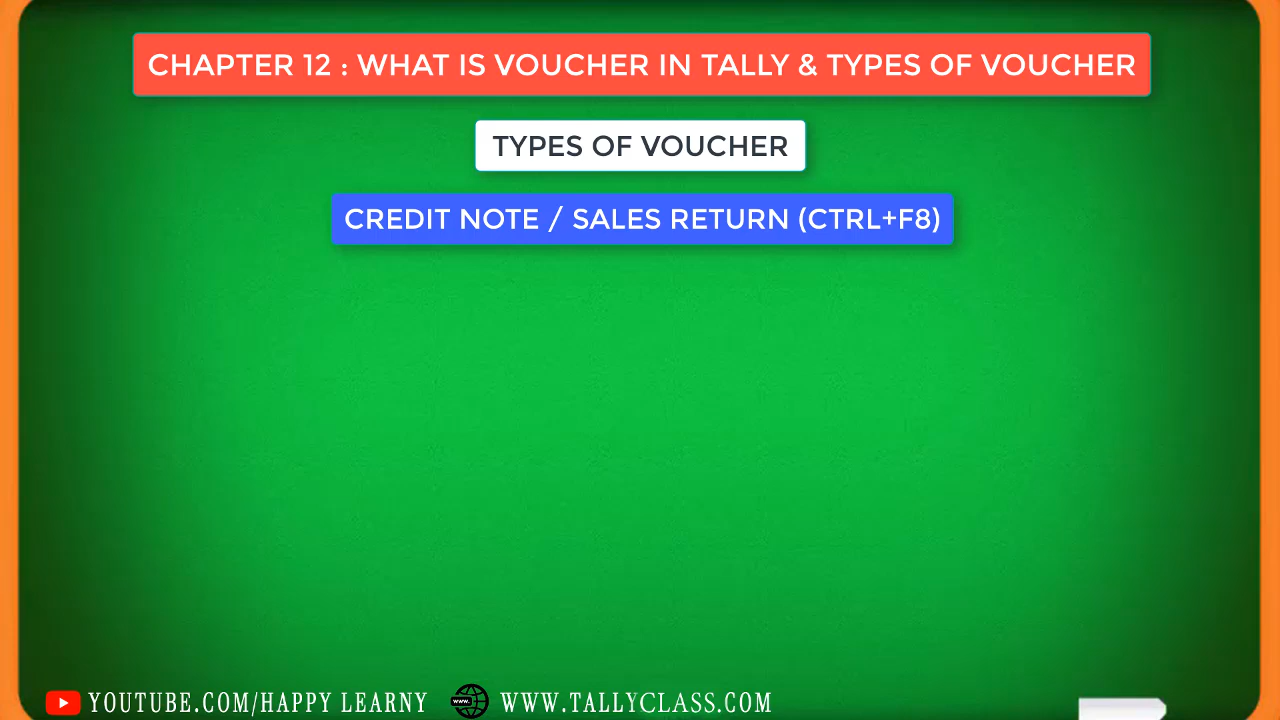 CHAPTER 12 : WHAT IS VOUCHER IN TALLY & TYPES OF VOUCHER
TYPES OF VOUCHER
CREDIT NOTE / SALES RETURN (CTRL+F8)
YOUTUBE.COM/HAPPY LEARNY www. WWW.TALLYCLASS.COM